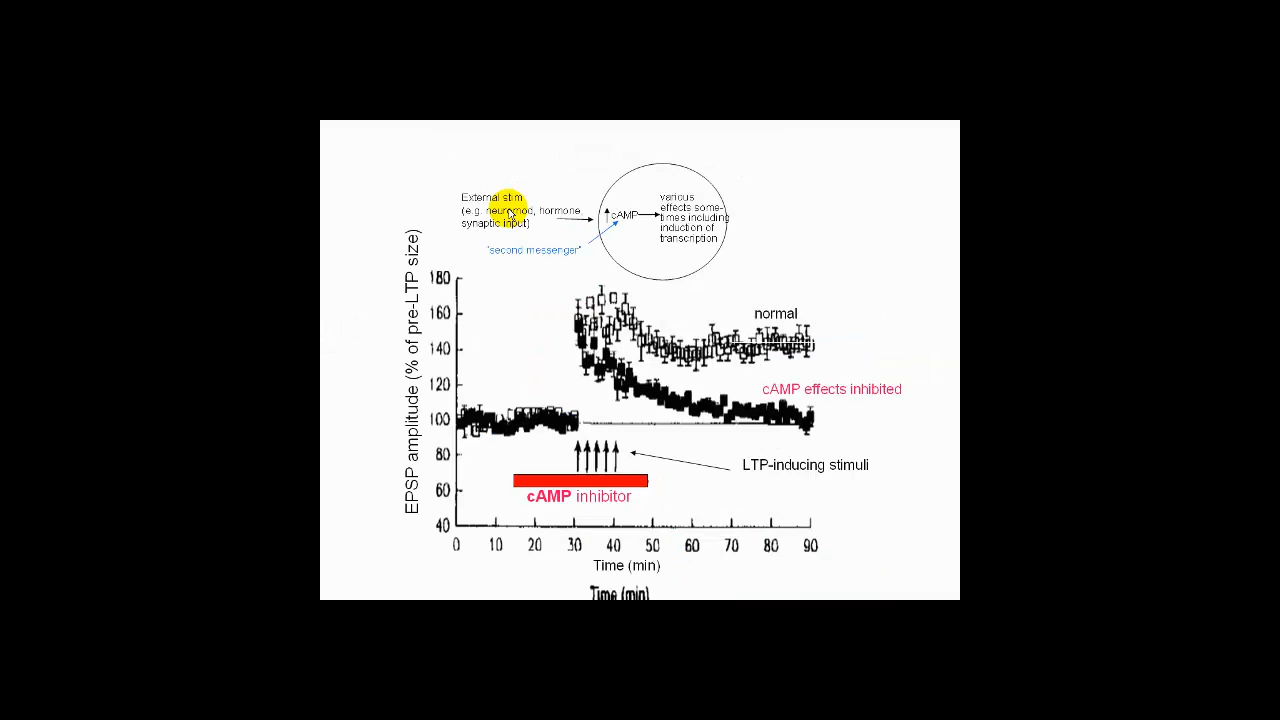 External stim
(e.g. neuromod, hormone,
synaptic input)
"second messenger"
cAMP
various
effects some-
times including
induction of
transcription
EPSP amplitude (% of pre-LTP size)
180
160
140
120
100
80
60
40
normal
cAMP effects inhibited
LTP-inducing stimuli
cAMP inhibitor
0 10 20 30 40 50 60 70 80 90
Time (min)
Time (min)